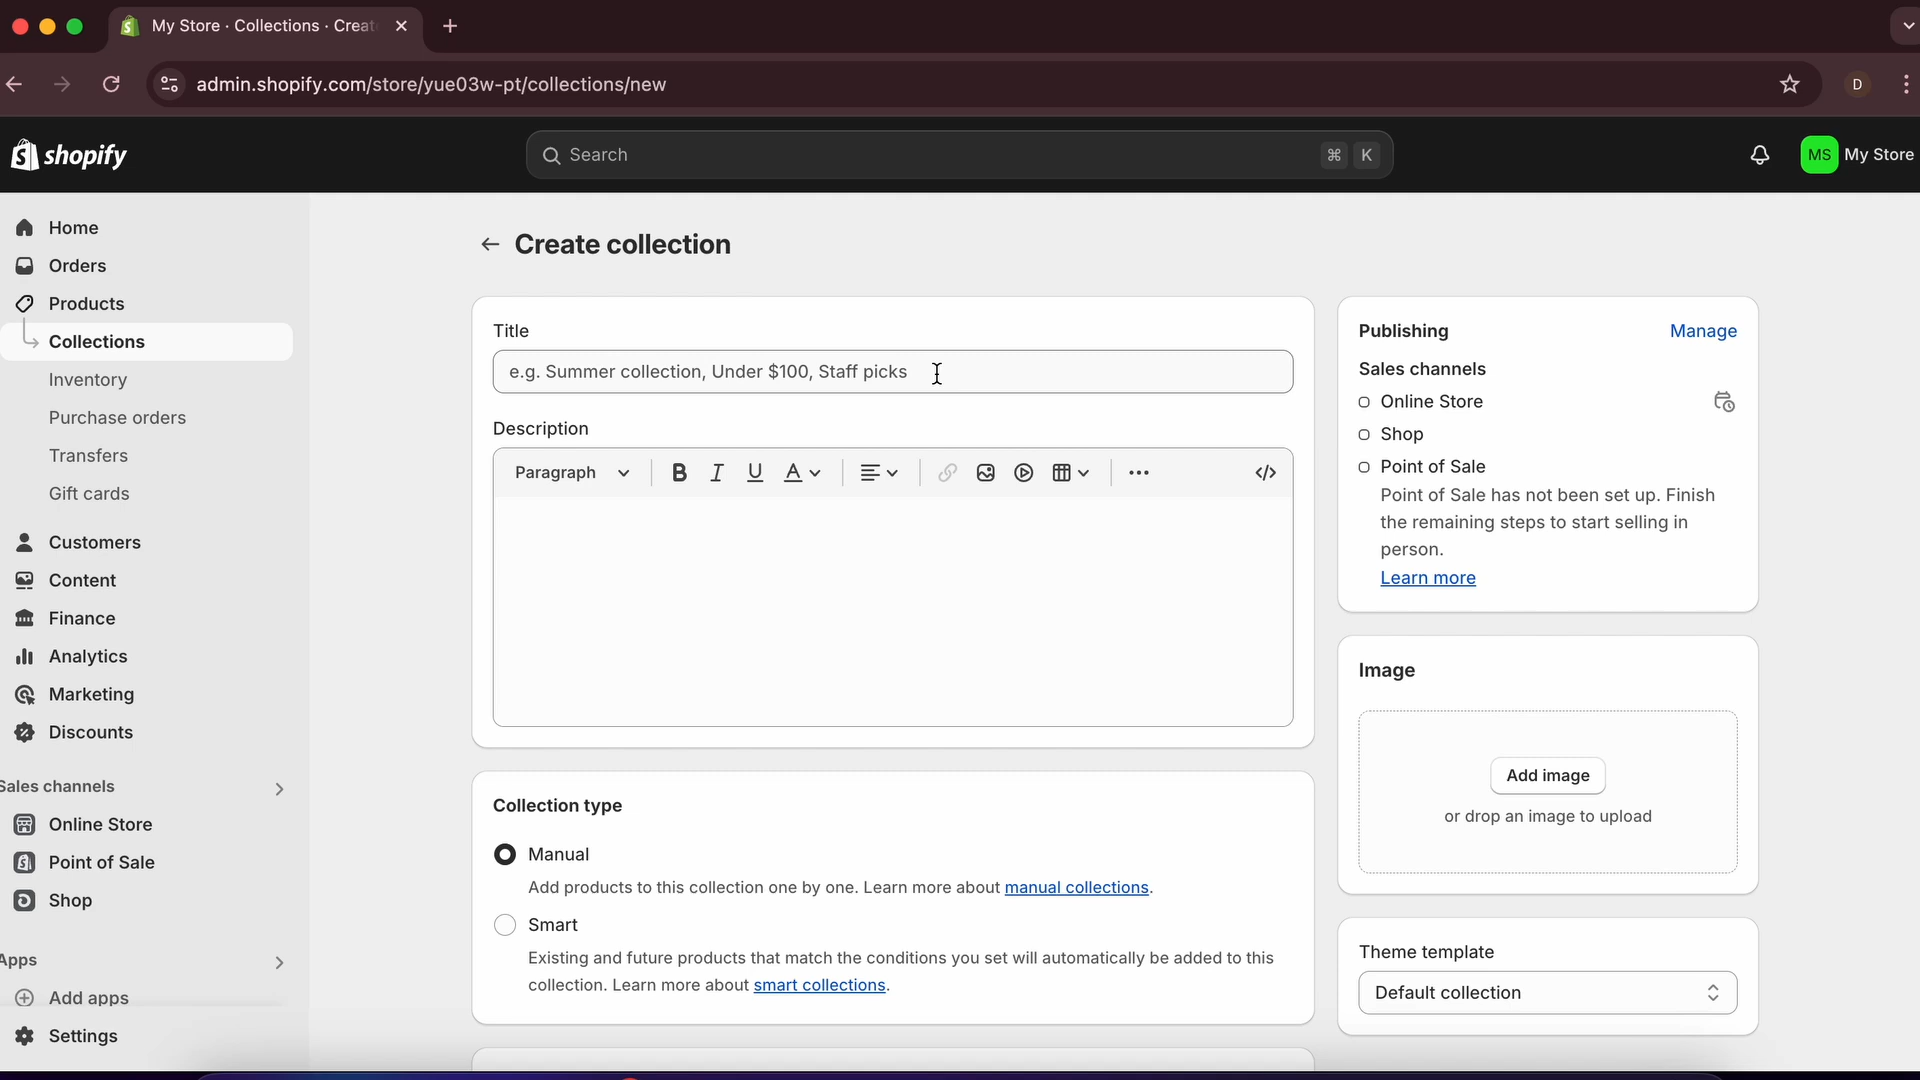 My Store · Collections · Creat
admin.shopify.com/store/yue03w-pt/collections/new
D
shopify
Search
⌘ K
MS My Store
Home
Orders
Products
Collections
Inventory
Purchase orders
Transfers
Gift cards
Customers
Content
Finance
Analytics
Marketing
Discounts
Sales channels
Online Store
Point of Sale
Shop
Apps
Add apps
Settings
Create collection
Title
e.g. Summer collection, Under $100, Staff picks
Description
Paragraph B I U A
Collection type
Manual
Add products to this collection one by one. Learn more about manual collections.
Smart
Existing and future products that match the conditions you set will automatically be added to this
collection. Learn more about smart collections.
Publishing
Manage
Sales channels
Online Store
Shop
Point of Sale
Point of Sale has not been set up. Finish
the remaining steps to start selling in
person.
Learn more
Image
Add image
or drop an image to upload
Theme template
Default collection